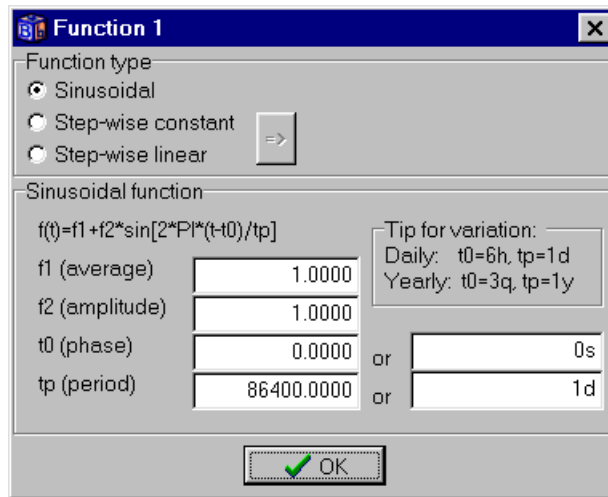 Function 1
Function type
Sinusoidal
Step-wise constant
=>
Step-wise linear
Sinusoidal function
f(t)=f1+f2*sin[2*PI*(t-t0)/tp]
Tip for variation:
Daily: t0=6h, tp=1d
Yearly: t0=3q, tp=1y
f1 (average) 1.0000
f2 (amplitude) 1.0000
t0 (phase) 0.0000 or 0s
tp (period) 86400.0000 or 1d
OK